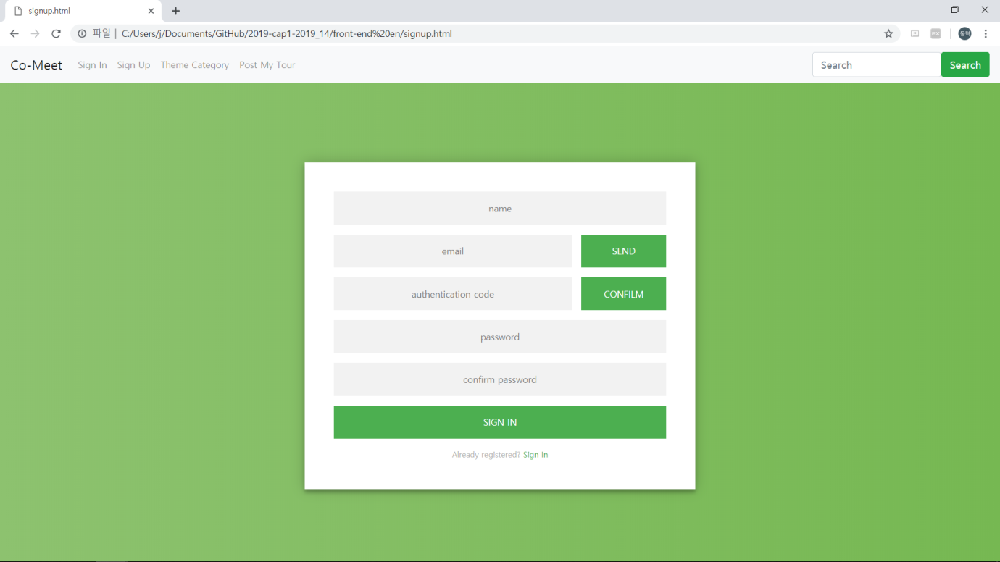 signup.html
파일 | C:/Users/j/Documents/GitHub/2019-cap1-2019_14/front-end%20en/signup.html
동혁
Co-Meet Sign In Sign Up Theme Category Post My Tour Search Search
name
email SEND
authentication code CONFILM
password
confirm password
SIGN IN
Already registered? Sign In